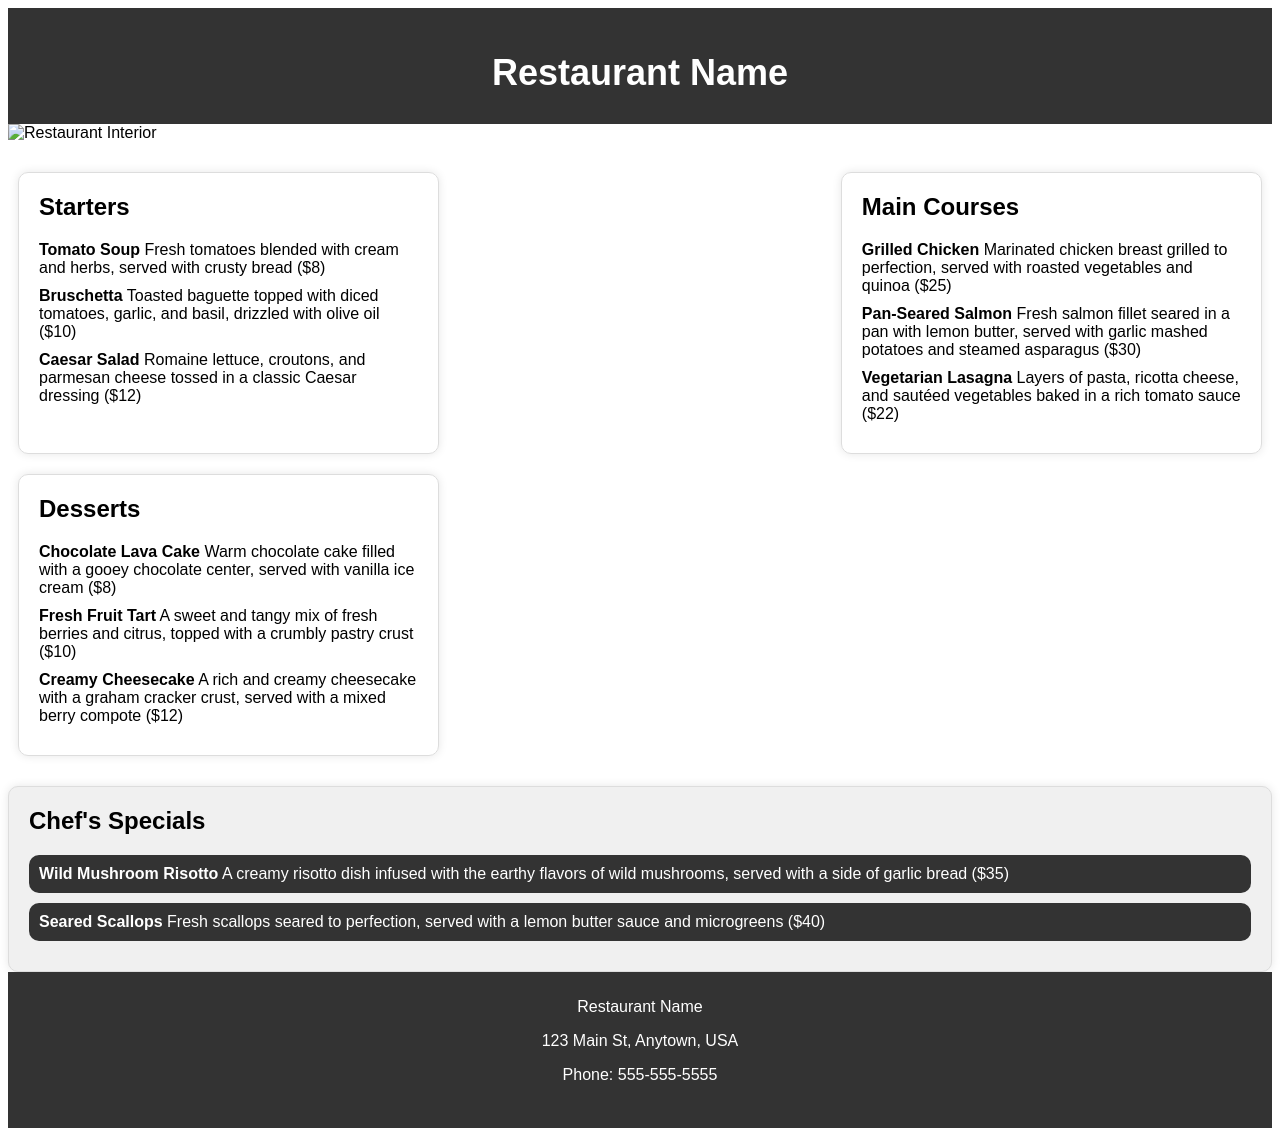 Restaurant Name
Restaurant Interior
Starters
Tomato Soup Fresh tomatoes blended with cream
and herbs, served with crusty bread ($8)
Bruschetta Toasted baguette topped with diced
tomatoes, garlic, and basil, drizzled with olive oil
($10)
Caesar Salad Romaine lettuce, croutons, and
parmesan cheese tossed in a classic Caesar
dressing ($12)
Main Courses
Grilled Chicken Marinated chicken breast grilled to
perfection, served with roasted vegetables and
quinoa ($25)
Pan-Seared Salmon Fresh salmon fillet seared in a
pan with lemon butter, served with garlic mashed
potatoes and steamed asparagus ($30)
Vegetarian Lasagna Layers of pasta, ricotta cheese,
and sautéed vegetables baked in a rich tomato sauce
($22)
Desserts
Chocolate Lava Cake Warm chocolate cake filled
with a gooey chocolate center, served with vanilla ice
cream ($8)
Fresh Fruit Tart A sweet and tangy mix of fresh
berries and citrus, topped with a crumbly pastry crust
($10)
Creamy Cheesecake A rich and creamy cheesecake
with a graham cracker crust, served with a mixed
berry compote ($12)
Chef's Specials
Wild Mushroom Risotto A creamy risotto dish infused with the earthy flavors of wild mushrooms, served with a side of garlic bread ($35)
Seared Scallops Fresh scallops seared to perfection, served with a lemon butter sauce and microgreens ($40)
Restaurant Name
123 Main St, Anytown, USA
Phone: 555-555-5555